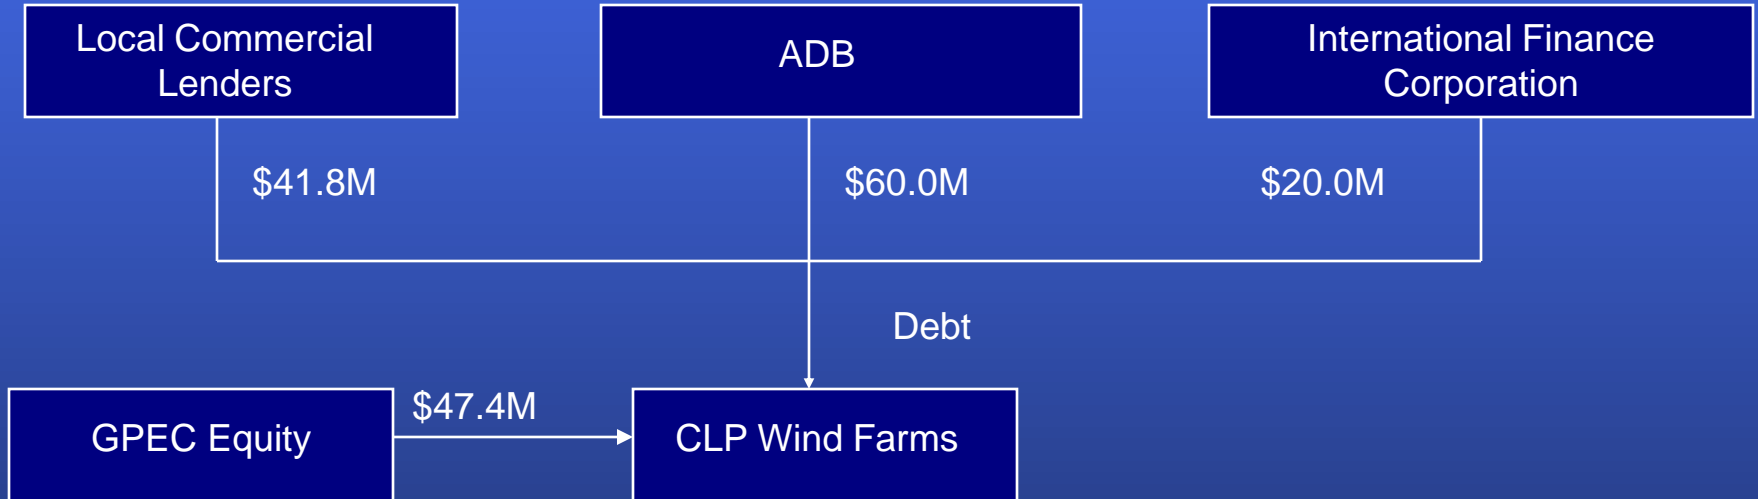 Local Commercial
Lenders
ADB
International Finance
Corporation
$41.8M
$60.0M
$20.0M
Debt
$47.4M
GPEC Equity
CLP Wind Farms